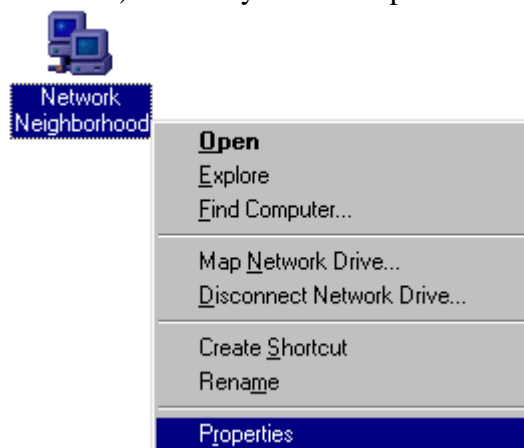 Network
Neighborhood
Open
Explore
Find Computer...
Map Network Drive...
Disconnect Network Drive...
Create Shortcut
Rename
Properties